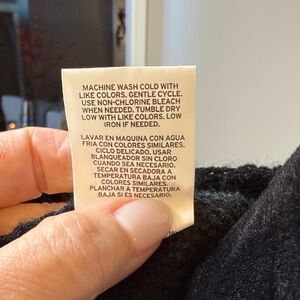 MACHINE WASH COLD WITH
LIKE COLORS, GENTLE CYCLE.
USE NON-CHLORINE BLEACH
WHEN NEEDED. TUMBLE DRY
LOW WITH LIKE COLORS. LOW
IRON IF NEEDED.
LAVAR EN MAQUINA CON AGUA
FRIA CON COLORES SIMILARES,
CICLO DELICADO. USAR
BLANQUEADOR SIN CLORO
CUANDO SEA NECESARIO.
SECAR EN SECADORA A
TEMPERATURA BAJA CON
COLORES SIMILARES.
PLANCHAR A TEMPERATURA
BAJA SI ES NECESARIO.